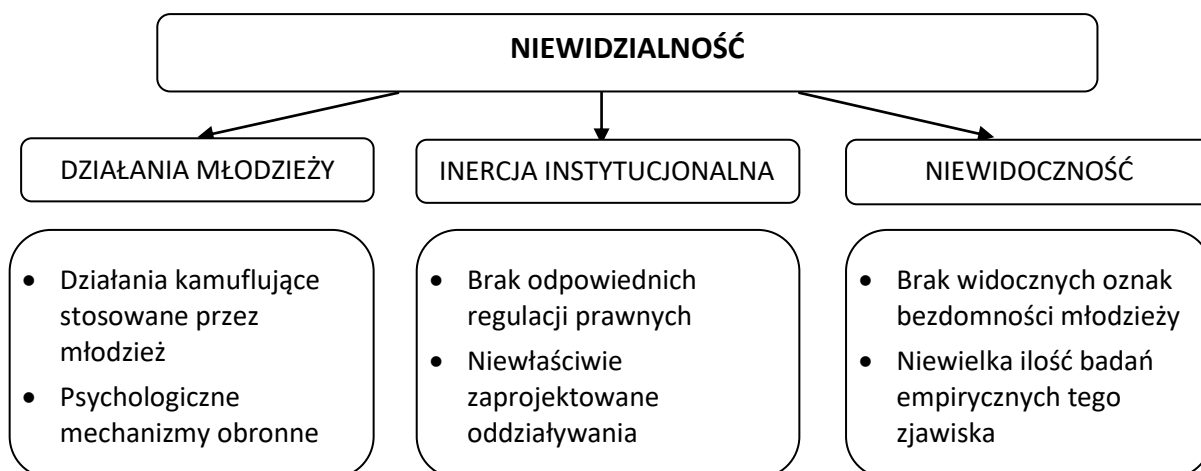 NIEWIDZIALNOŚĆ
DZIAŁANIA MŁODZIEŻY
INERCJA INSTYTUCJONALNA
NIEWIDOCZNOŚĆ
• Działania kamuflujące
stosowane przez
młodzież
• Psychologiczne
mechanizmy obronne
• Brak odpowiednich
regulacji prawnych
• Niewłaściwie
zaprojektowane
oddziaływania
• Brak widocznych oznak
bezdomności młodzieży
• Niewielka ilość badań
empirycznych tego
zjawiska